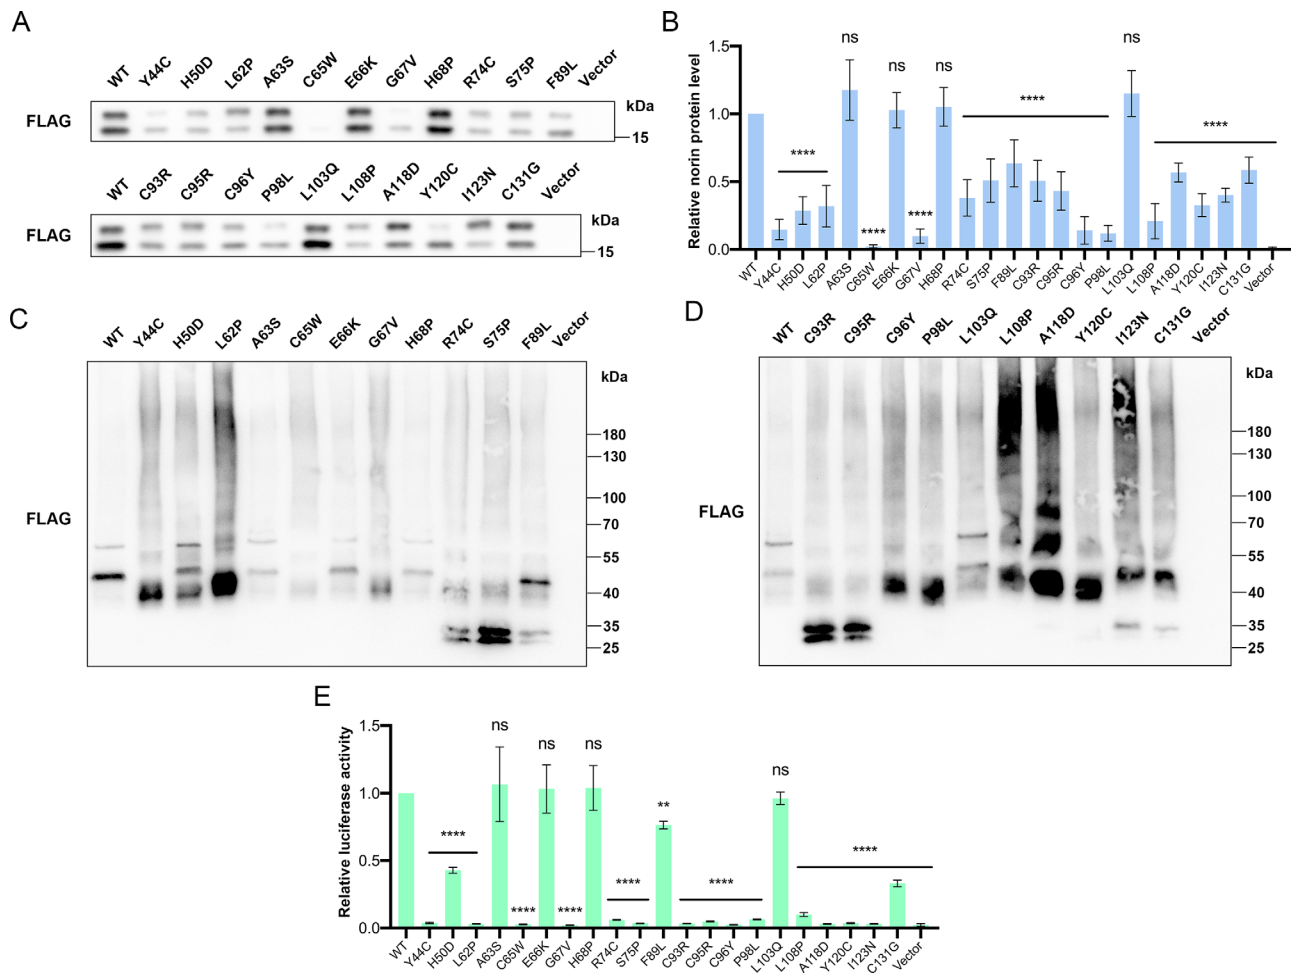 A
WT Y44C H50D L62P A63S C65W E66K G67V H68P R74C S75P F89L Vector
kDa
FLAG
15
WT C93R C95R C96Y P98L L103Q L108P A118D Y120C I123N C131G Vector
kDa
FLAG
15
B
Relative norin protein level
1.5
1.0
0.5
0.0
ns ns ns ns
**** **** **** **** ****
WT Y44C H50D L62P A63S C65W E66K G67V H68P R74C S75P F89L C93R C95R C96Y P98L L103Q L108P A118D Y120C I123N C131G Vector
C
WT Y44C H50D L62P A63S C65W E66K G67V H68P R74C S75P F89L Vector
kDa
180
130
100
70
55
40
35
25
FLAG
D
WT C93R C95R C96Y P98L L103Q L108P A118D Y120C I123N C131G Vector
kDa
180
130
100
70
55
40
35
25
FLAG
E
Relative luciferase activity
1.5
1.0
0.5
0.0
ns ns ns ns
**** **** **** **** ** **** ****
WT Y44C H50D L62P A63S C65W E66K G67V H68P R74C S75P F89L C93R C95R C96Y P98L L103Q L108P A118D Y120C I123N C131G Vector